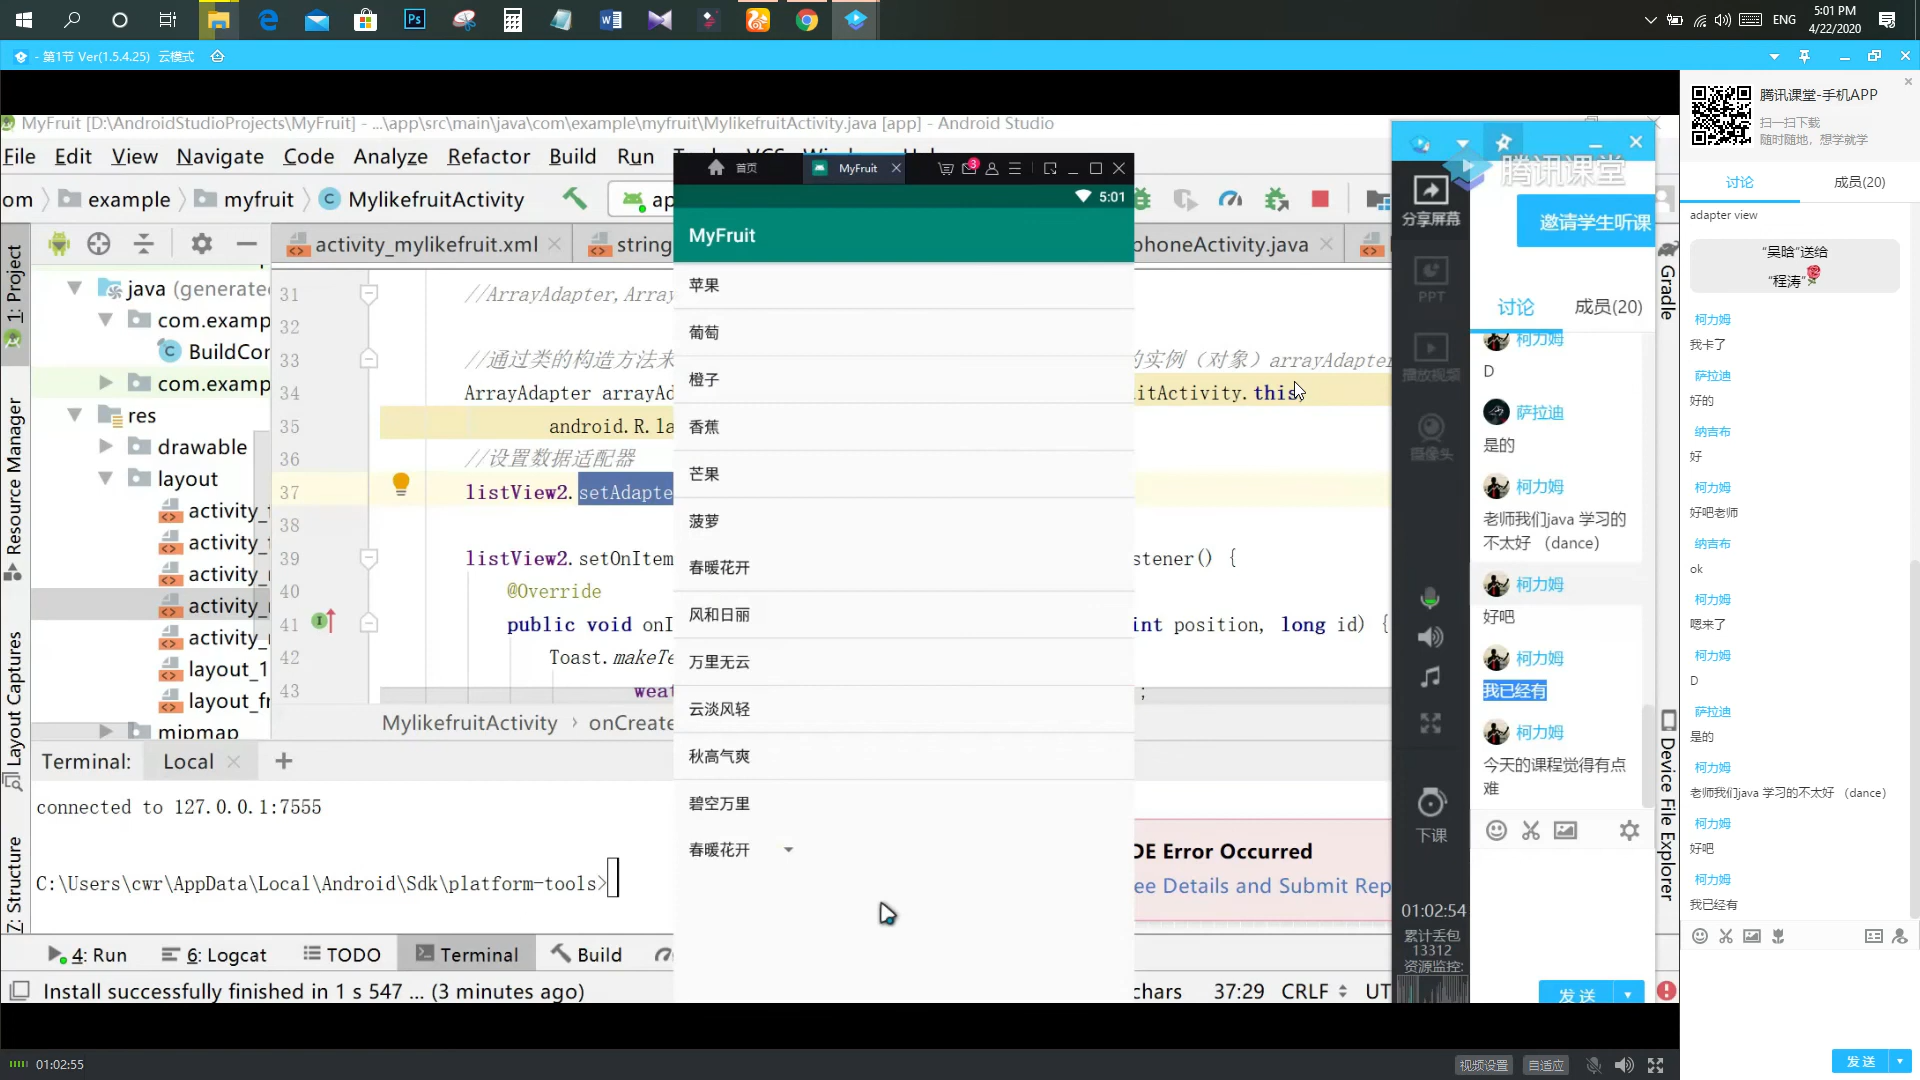 ENG
5:01 PM
4/22/2020
- 第1节 Ver(1.5.4.25) 云模式
MyFruit [D:\AndroidStudioProjects\MyFruit] - ...\app\src\main\java\com\example\myfruit\MylikefruitActivity.java [app] - Android Studio
File Edit View Navigate Code Analyze Refactor Build Run
om example myfruit MylikefruitActivity
activity_mylikefruit.xml
string
phoneActivity.java
1: Project
Resource Manager
Layout Captures
Z: Structure
java (generate
com.examp
BuildCor
com.examp
res
drawable
layout
activity_
activity_
activity_
activity_
activity_
layout_1
layout_fr
mipmap
31 //ArrayAdapter,Array
32
33 //通过类的构造方法来
的实例（对象）arrayAdapter
34 ArrayAdapter arrayAd
itActivity.this
35 android.R.la
36 //设置数据适配器
37 listView2.setAdapte
38
39 listView2.setOnItem
stener() {
40 @Override
41 public void onI
int position, long id) {
42 Toast.makeTe
43 weat
;
MylikefruitActivity › onCreate
首页
MyFruit
3
5:01
MyFruit
苹果
葡萄
橙子
香蕉
芒果
菠萝
春暖花开
风和日丽
万里无云
云淡风轻
秋高气爽
碧空万里
春暖花开
Terminal: Local +
connected to 127.0.0.1:7555
C:\Users\cwr\AppData\Local\Android\Sdk\platform-tools>
DE Error Occurred
ee Details and Submit Rep
4: Run 6: Logcat TODO Terminal Build
Install successfully finished in 1 s 547 ... (3 minutes ago)
chars 37:29 CRLF UT
Gradle
Device File Explorer
腾讯课堂
分享屏幕
PPT
播放视频
摄像头
下课
01:02:54
累计丢包
13312
资源监控:
邀请学生听课
讨论 成员(20)
柯力姆
D
萨拉迪
是的
柯力姆
老师我们java 学习的
不太好 （dance）
柯力姆
好吧
柯力姆
我已经有
柯力姆
今天的课程觉得有点
难
发送
腾讯课堂-手机APP
扫一扫下载
随时随地，想学就学
讨论 成员(20)
adapter view
“吴晗”送给
“程涛”
柯力姆
我卡了
萨拉迪
好的
纳吉布
好
柯力姆
好吧老师
纳吉布
ok
柯力姆
嗯来了
柯力姆
D
萨拉迪
是的
柯力姆
老师我们java 学习的不太好 （dance）
柯力姆
好吧
柯力姆
我已经有
发送
01:02:55
视频设置 自适应